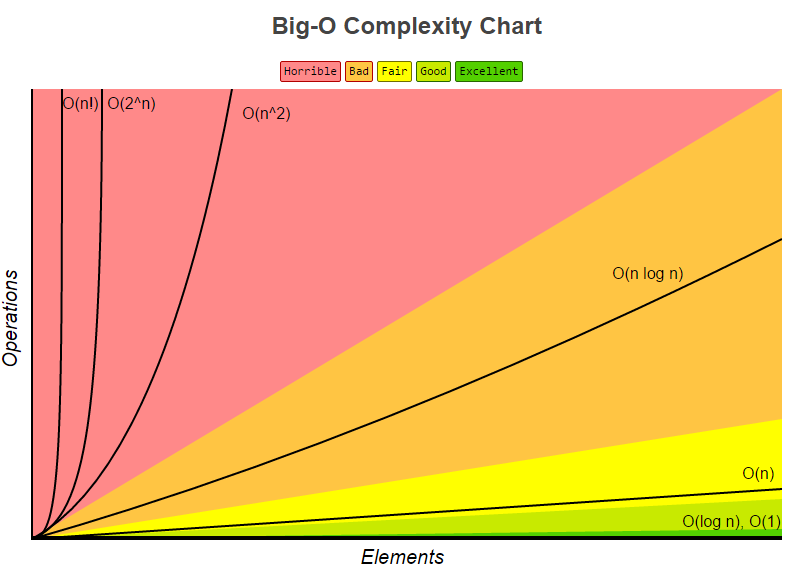 Big-O Complexity Chart
Horrible Bad Fair Good Excellent
O(n!) O(2^n)
O(n^2)
O(n log n)
O(n)
O(log n), O(1)
Operations
Elements